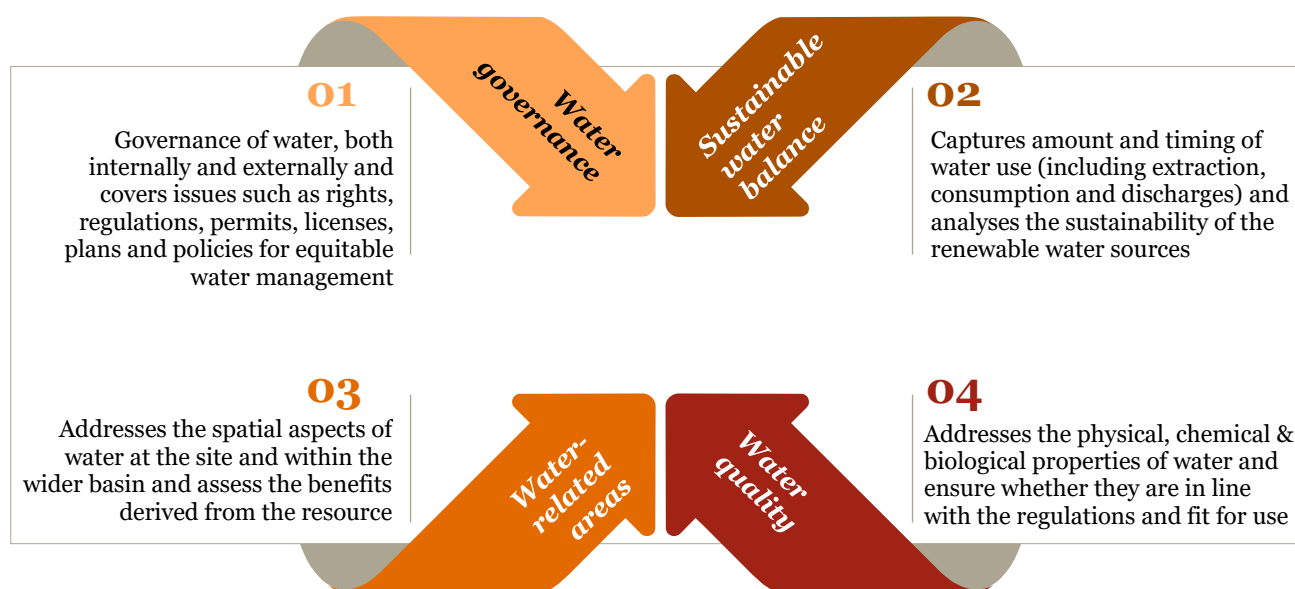 Water
governance
Sustainable
water
balance
01
Governance of water, both
internally and externally and
covers issues such as rights,
regulations, permits, licenses,
plans and policies for equitable
water management
02
Captures amount and timing of
water use (including extraction,
consumption and discharges) and
analyses the sustainability of the
renewable water sources
03
Addresses the spatial aspects of
water at the site and within the
wider basin and assess the benefits
derived from the resource
Water-
related
areas
Water
quality
04
Addresses the physical, chemical &
biological properties of water and
ensure whether they are in line
with the regulations and fit for use